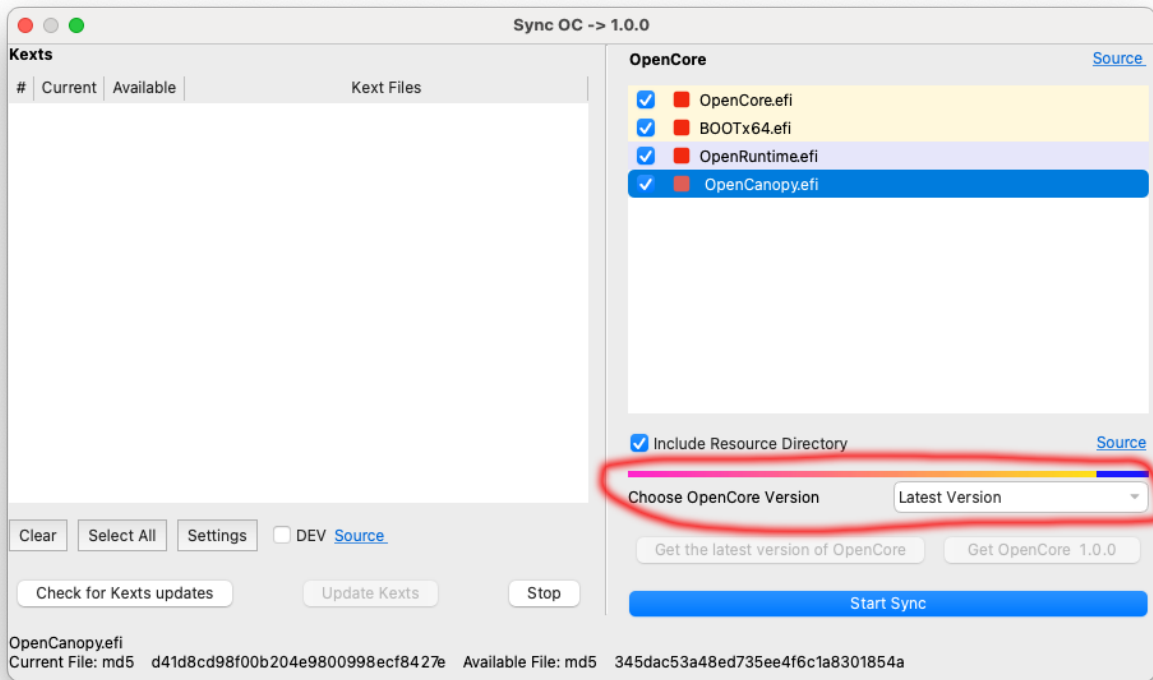 Sync OC -> 1.0.0
Kexts
# Current Available Kext Files
OpenCore Source
OpenCore.efi
BOOTx64.efi
OpenRuntime.efi
OpenCanopy.efi
Include Resource Directory Source
Choose OpenCore Version Latest Version
Clear Select All Settings DEV Source
Get the latest version of OpenCore Get OpenCore 1.0.0
Check for Kexts updates Update Kexts Stop
Start Sync
OpenCanopy.efi
Current File: md5 d41d8cd98f00b204e9800998ecf8427e Available File: md5 345dac53a48ed735ee4f6c1a8301854a